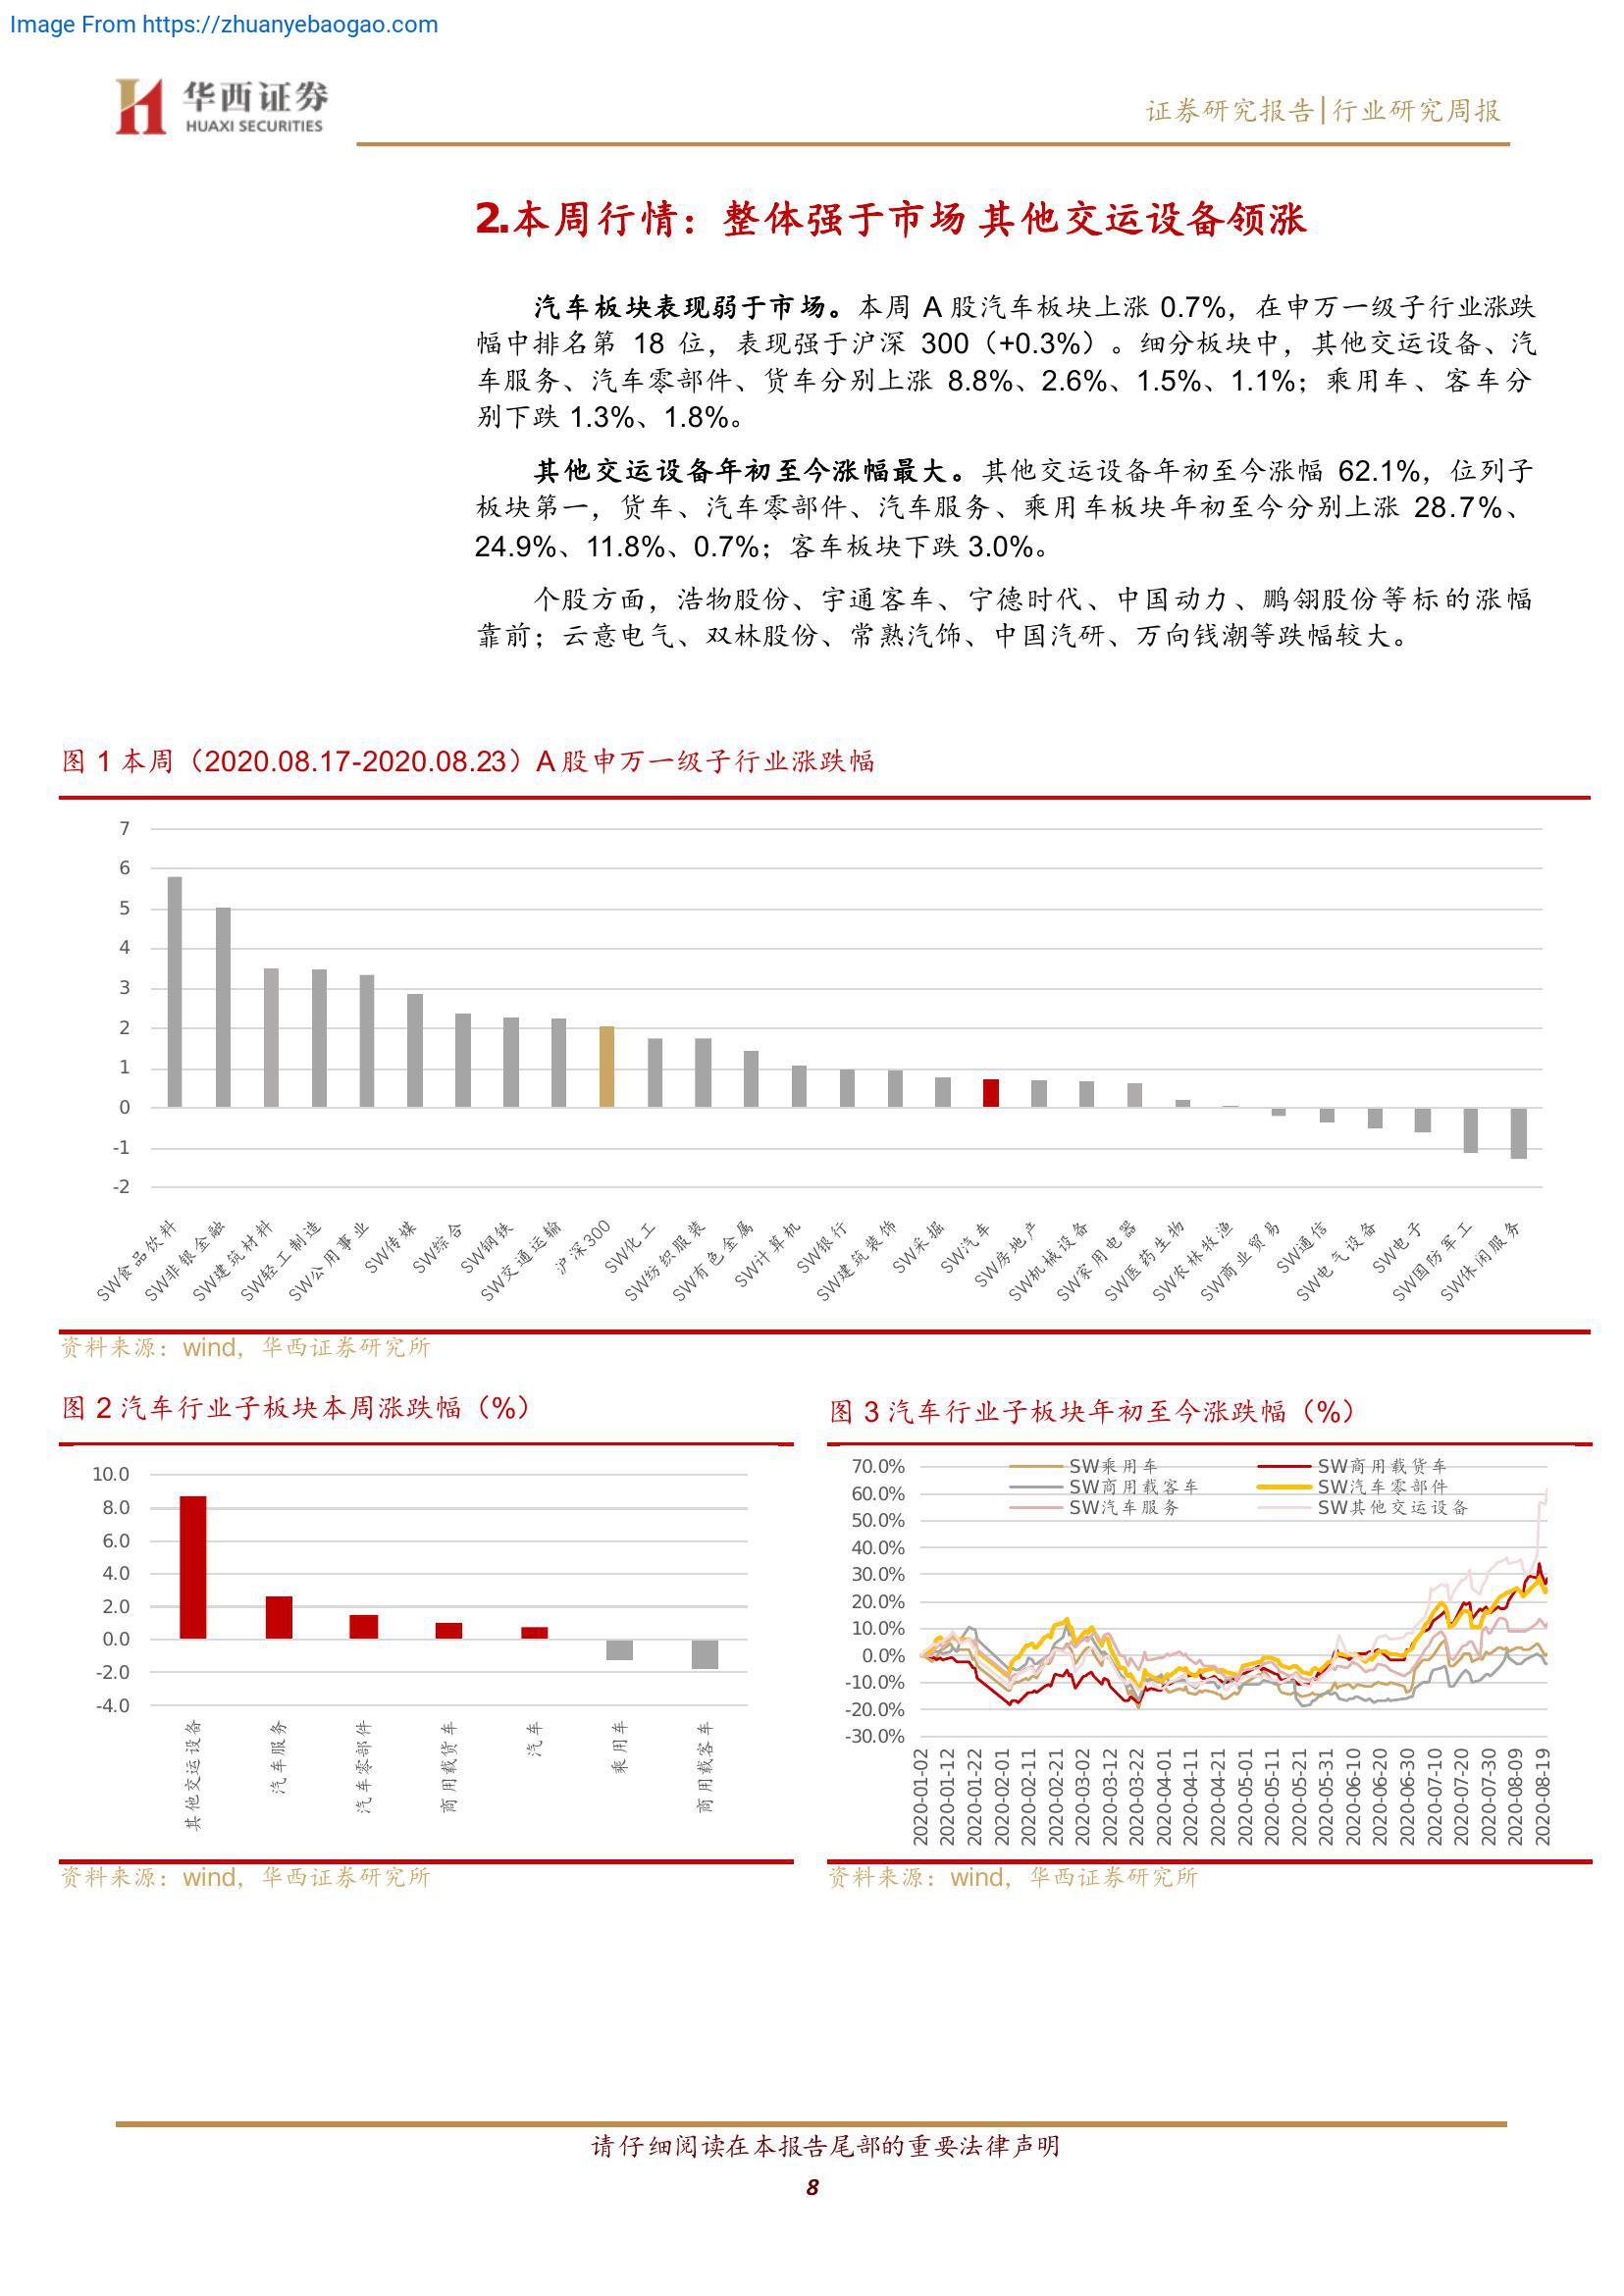 Image From https://zhuanyebaogao.com
华西证券
HUAXI SECURITIES
证券研究报告|行业研究周报
2.本周行情：整体强于市场 其他交运设备领涨
汽车板块表现弱于市场。本周 A 股汽车板块上涨 0.7%，在申万一级子行业涨跌
幅中排名第 18 位，表现强于沪深 300（+0.3%）。细分板块中，其他交运设备、汽
车服务、汽车零部件、货车分别上涨 8.8%、2.6%、1.5%、1.1%；乘用车、客车分
别下跌 1.3%、1.8%。
其他交运设备年初至今涨幅最大。其他交运设备年初至今涨幅 62.1%，位列子
板块第一，货车、汽车零部件、汽车服务、乘用车板块年初至今分别上涨 28.7%、
24.9%、11.8%、0.7%；客车板块下跌 3.0%。
个股方面，浩物股份、宇通客车、宁德时代、中国动力、鹏翎股份等标的涨幅
靠前；云意电气、双林股份、常熟汽饰、中国汽研、万向钱潮等跌幅较大。
图 1 本周（2020.08.17-2020.08.23）A 股申万一级子行业涨跌幅
7
6
5
4
3
2
1
0
-1
-2
SW食品饮料
SW非银金融
SW建筑材料
SW轻工制造
SW公用事业
SW传媒
SW综合
SW钢铁
SW交通运输
沪深300
SW化工
SW纺织服装
SW有色金属
SW计算机
SW银行
SW建筑装饰
SW采掘
SW汽车
SW房地产
SW机械设备
SW家用电器
SW医药生物
SW农林牧渔
SW商业贸易
SW通信
SW电气设备
SW电子
SW国防军工
SW休闲服务
资料来源：wind，华西证券研究所
图 2 汽车行业子板块本周涨跌幅（%）
10.0
8.0
6.0
4.0
2.0
0.0
-2.0
-4.0
其他交运设备
汽车服务
汽车零部件
商用载货车
汽车
乘用车
商用载客车
资料来源：wind，华西证券研究所
图 3 汽车行业子板块年初至今涨跌幅（%）
SW乘用车
SW商用载货车
SW商用载客车
SW汽车零部件
SW汽车服务
SW其他交运设备
70.0%
60.0%
50.0%
40.0%
30.0%
20.0%
10.0%
0.0%
-10.0%
-20.0%
-30.0%
2020-01-02
2020-01-12
2020-01-22
2020-02-01
2020-02-11
2020-02-21
2020-03-02
2020-03-12
2020-03-22
2020-04-01
2020-04-11
2020-04-21
2020-05-01
2020-05-11
2020-05-21
2020-05-31
2020-06-10
2020-06-20
2020-06-30
2020-07-10
2020-07-20
2020-07-30
2020-08-09
2020-08-19
资料来源：wind，华西证券研究所
请仔细阅读在本报告尾部的重要法律声明
8